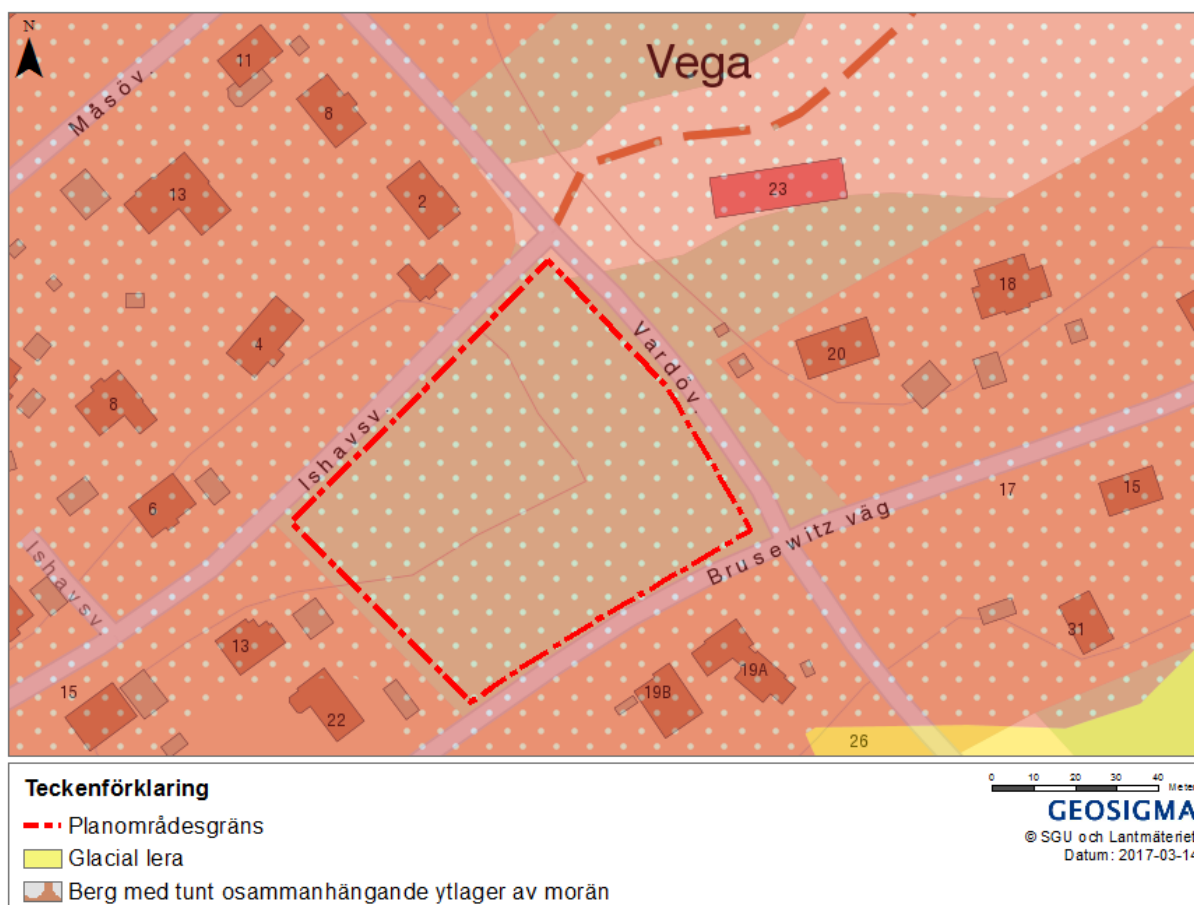 N
Vega
11
Måsöv.
8
13
2
23
18
4
20
Vardöv.
8
Ishavsv.
6
17
15
Brusewitz väg
Ishavsv.
13
31
19A
15
22
19B
26
Teckenförklaring
Planområdesgräns
Glacial lera
Berg med tunt osammanhängande ytlager av morän
0 10 20 30 40 Meter
GEOSIGMA
© SGU och Lantmäteriet
Datum: 2017-03-14